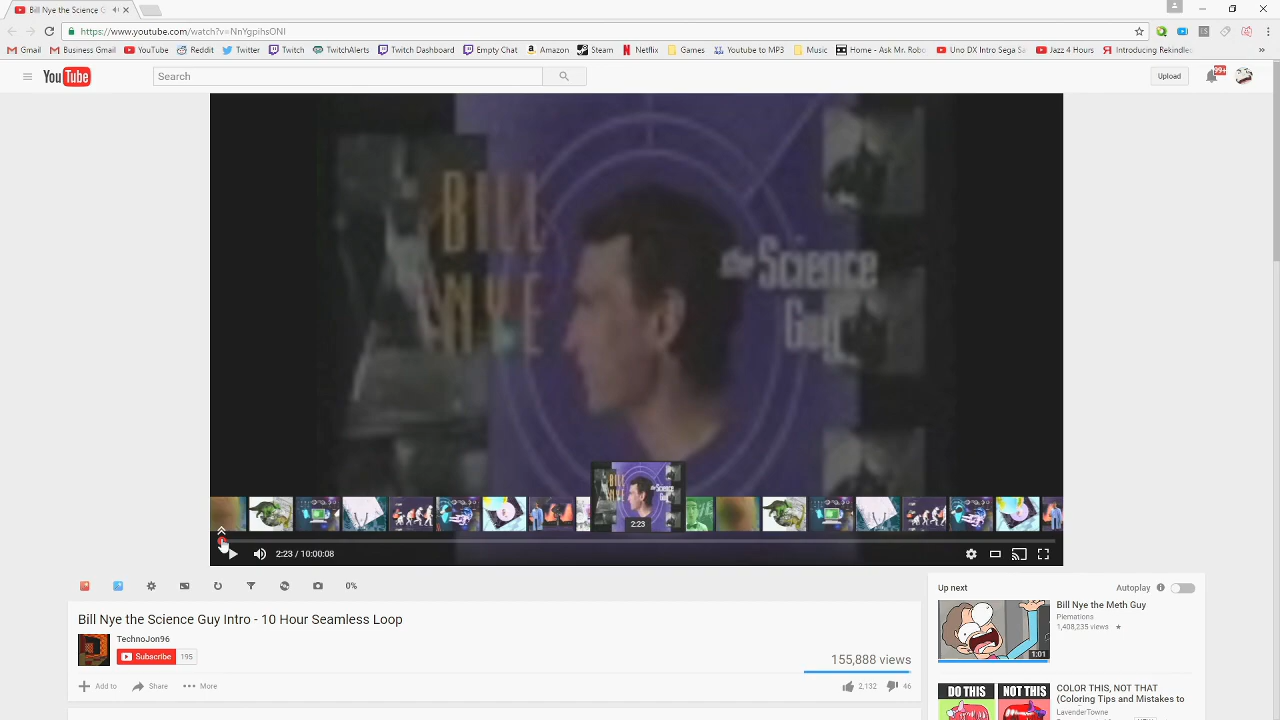 Bill Nye the Science G
https://www.youtube.com/watch?v=NnYgpihsONI
Gmail Business Gmail YouTube Reddit Twitter Twitch TwitchAlerts Twitch Dashboard Empty Chat Amazon Steam Netflix Games Youtube to MP3 Music Home - Ask Mr. Robo Uno DX Intro Sega Sa Jazz 4 Hours Introducing Rekindle
YouTube
Search
Upload
99+
BILL
NYE
the Science
Guy
2:23
2:23 / 10:00:08
0%
Bill Nye the Science Guy Intro - 10 Hour Seamless Loop
TechnoJon96
Subscribe 195
155,888 views
Add to Share More
2,132 46
Up next
Autoplay
Bill Nye the Meth Guy
Piemations
1,408,235 views
1:01
DO THIS NOT THIS
COLOR THIS, NOT THAT
(Coloring Tips and Mistakes to
LavenderTowne